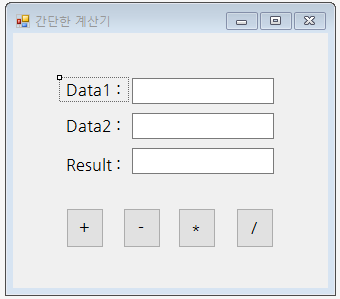 간단한 계산기
Data1 :
Data2 :
Result :
+ - * /